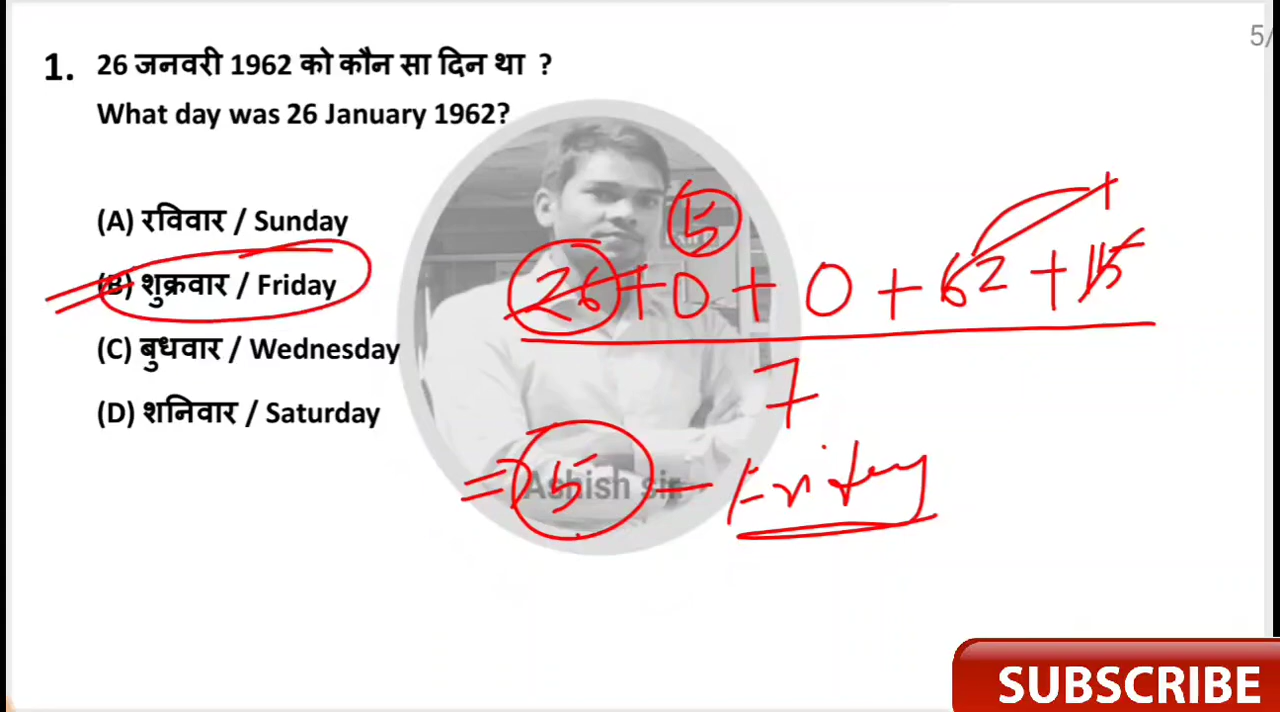 5/
1. 26 जनवरी 1962 को कौन सा दिन था ?
What day was 26 January 1962?
(A) रविवार / Sunday
(B) शुक्रवार / Friday
(C) बुधवार / Wednesday
(D) शनिवार / Saturday
5
26 + 0 + 0 + 62 + 15
7
Ashish sir
⇒ 5 — Friday
SUBSCRIBE